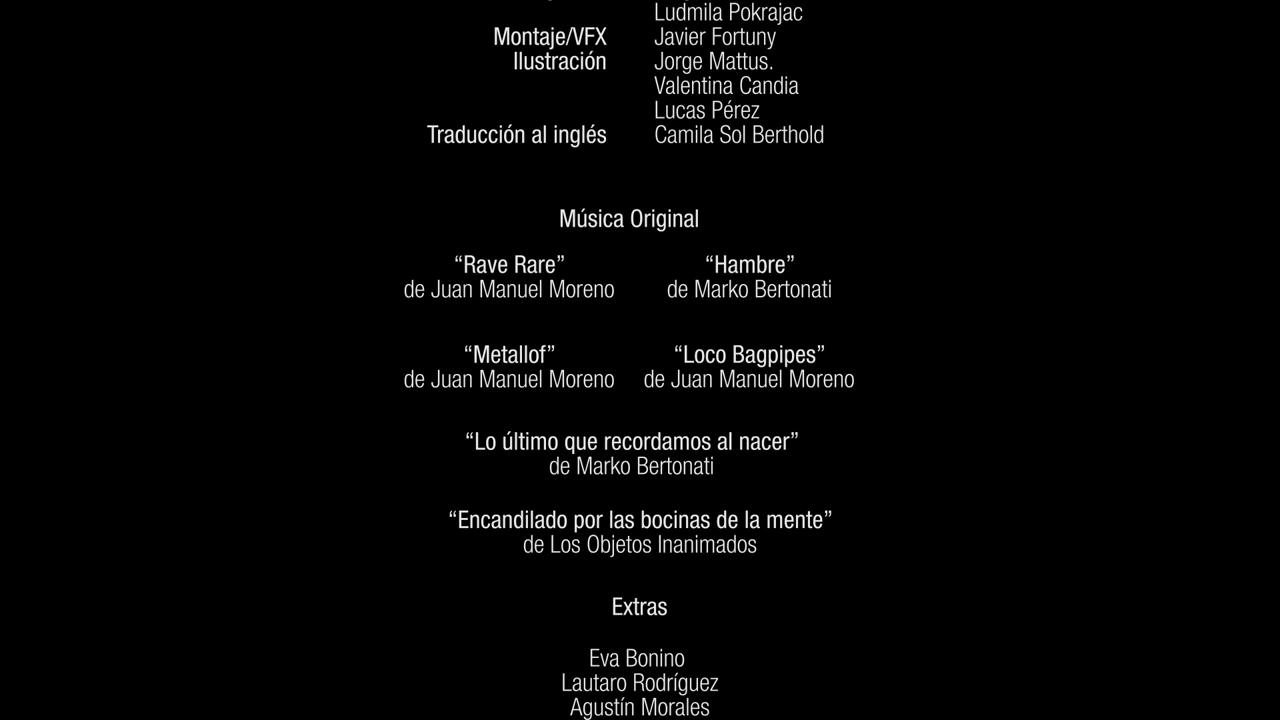 Ludmila Pokrajac
Montaje/VFX Javier Fortuny
Ilustración Jorge Mattus.
Valentina Candia
Lucas Pérez
Traducción al inglés Camila Sol Berthold
Música Original
“Rave Rare” “Hambre”
de Juan Manuel Moreno de Marko Bertonati
“Metallof” “Loco Bagpipes”
de Juan Manuel Moreno de Juan Manuel Moreno
“Lo último que recordamos al nacer”
de Marko Bertonati
“Encandilado por las bocinas de la mente”
de Los Objetos Inanimados
Extras
Eva Bonino
Lautaro Rodríguez
Agustín Morales